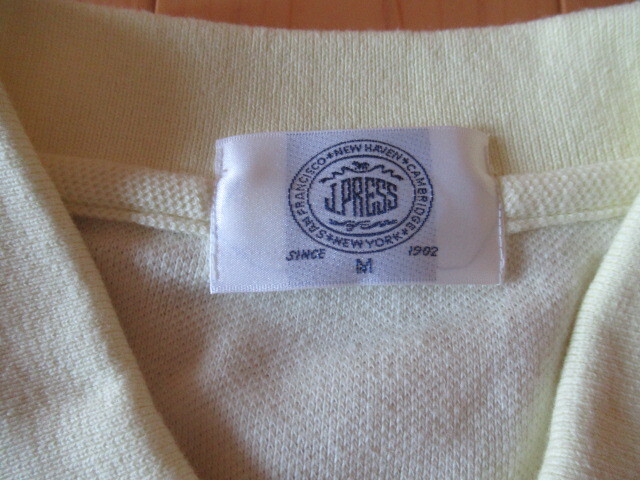 SAN FRANCISCO★NEW HAVEN★CAMBRIDGE★NEW YORK★
J.PRESS
SINCE 1902
M